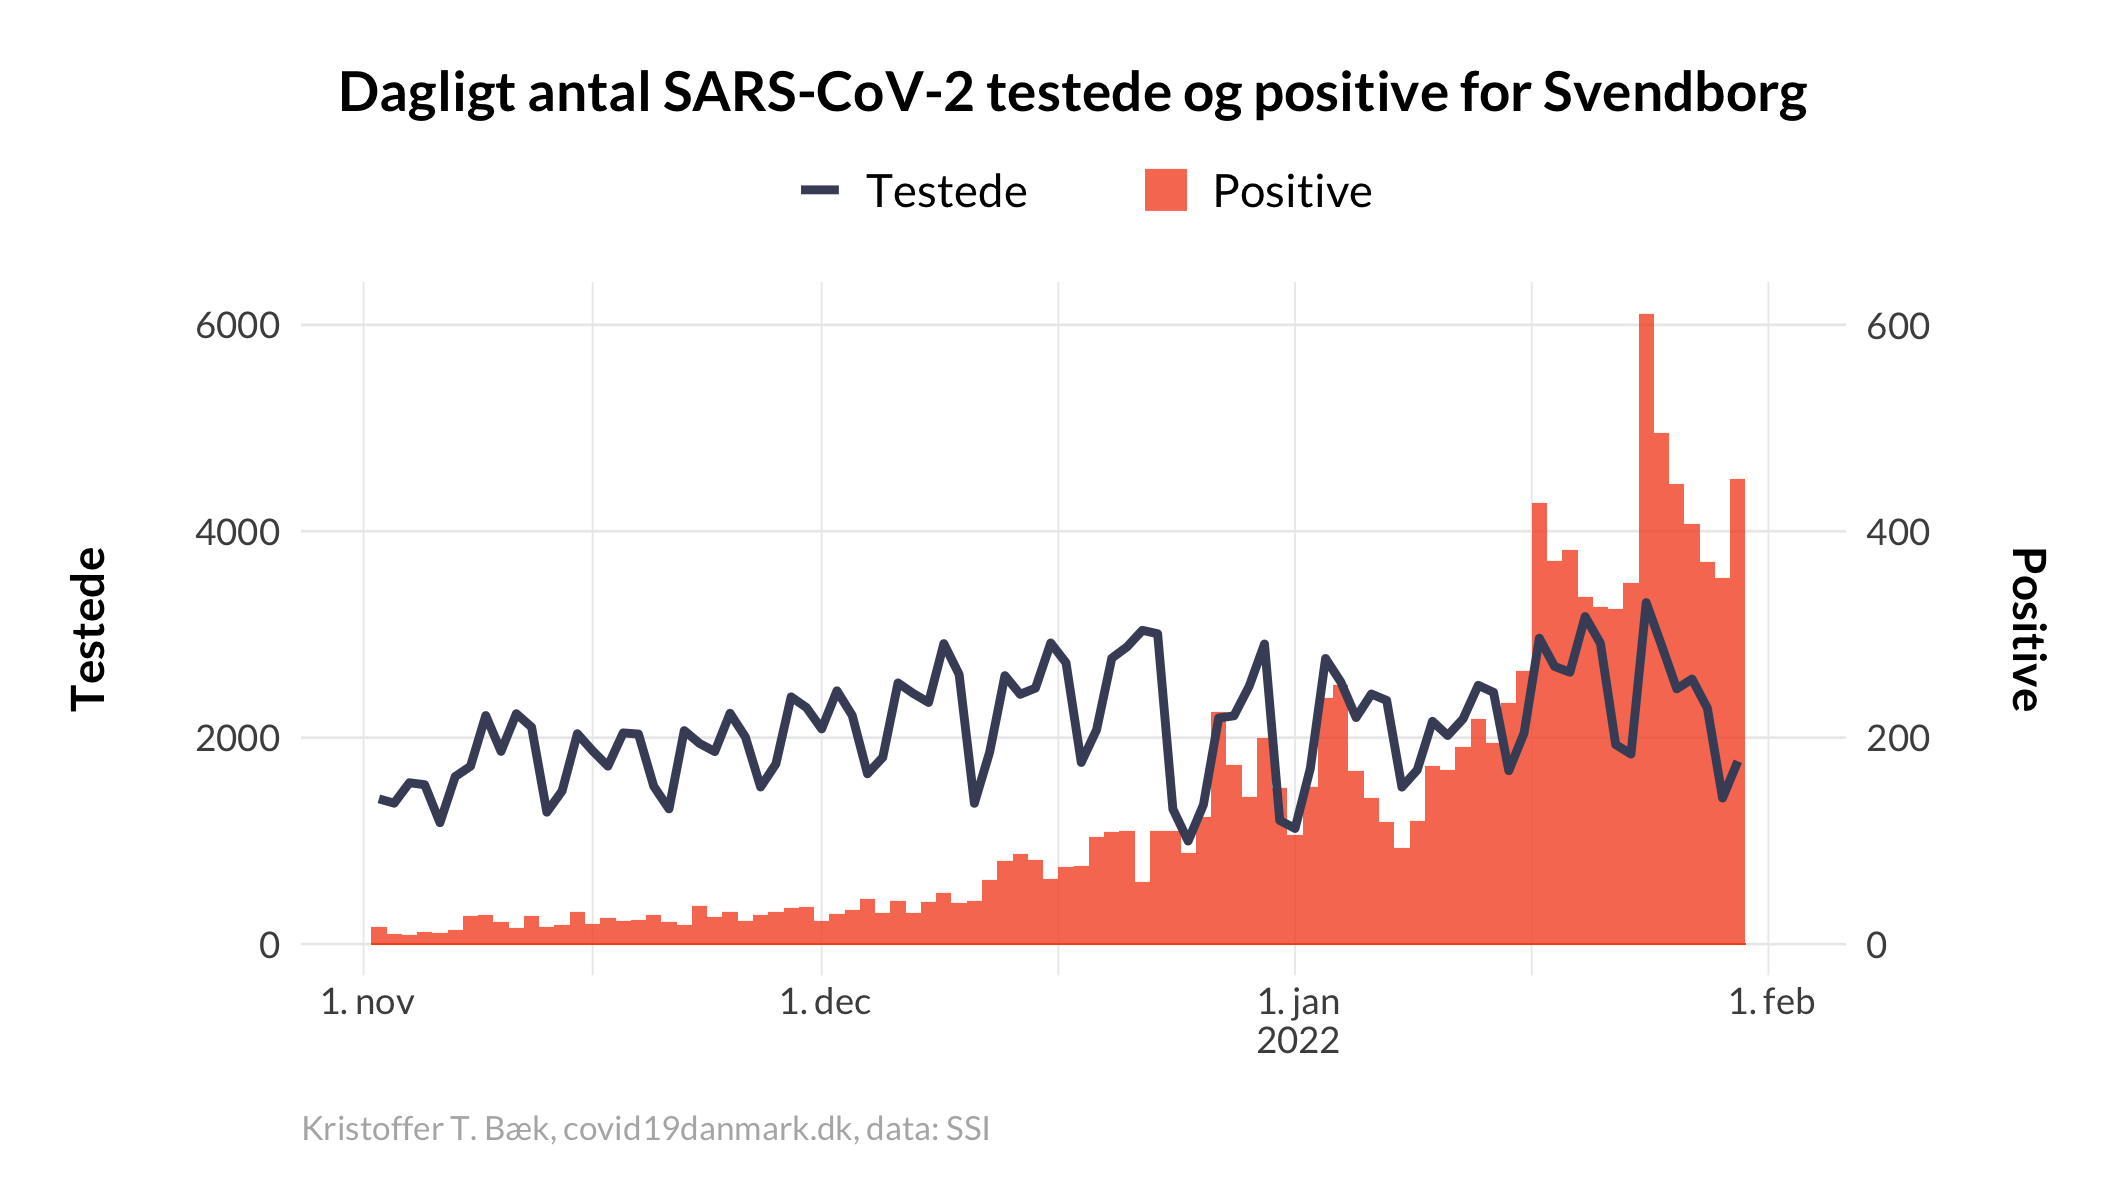 Dagligt antal SARS-CoV-2 testede og positive for Svendborg
Testede
Positive
6000
4000
2000
0
Testede
600
400
200
0
Positive
1. nov
1. dec
1. jan
2022
1. feb
Kristoffer T. Bæk, covid19danmark.dk, data: SSI